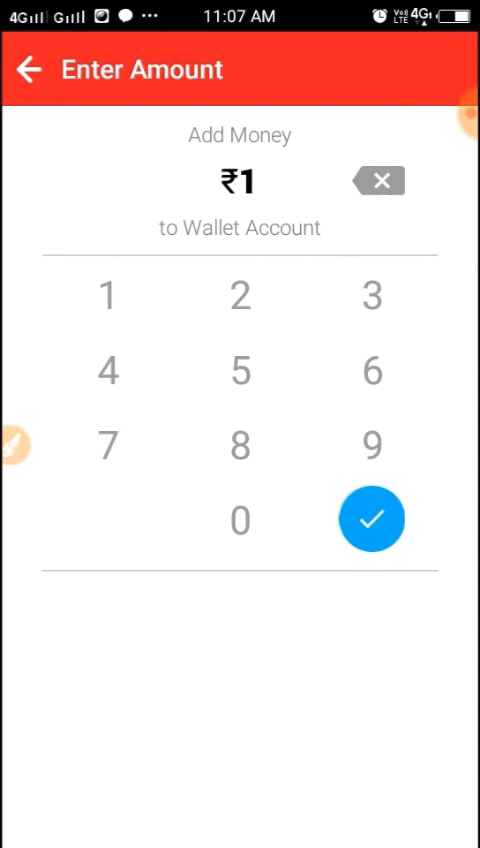 4G G ... 11:07 AM VoLTE 4G
Enter Amount
Add Money
₹1
to Wallet Account
1 2 3
4 5 6
7 8 9
0